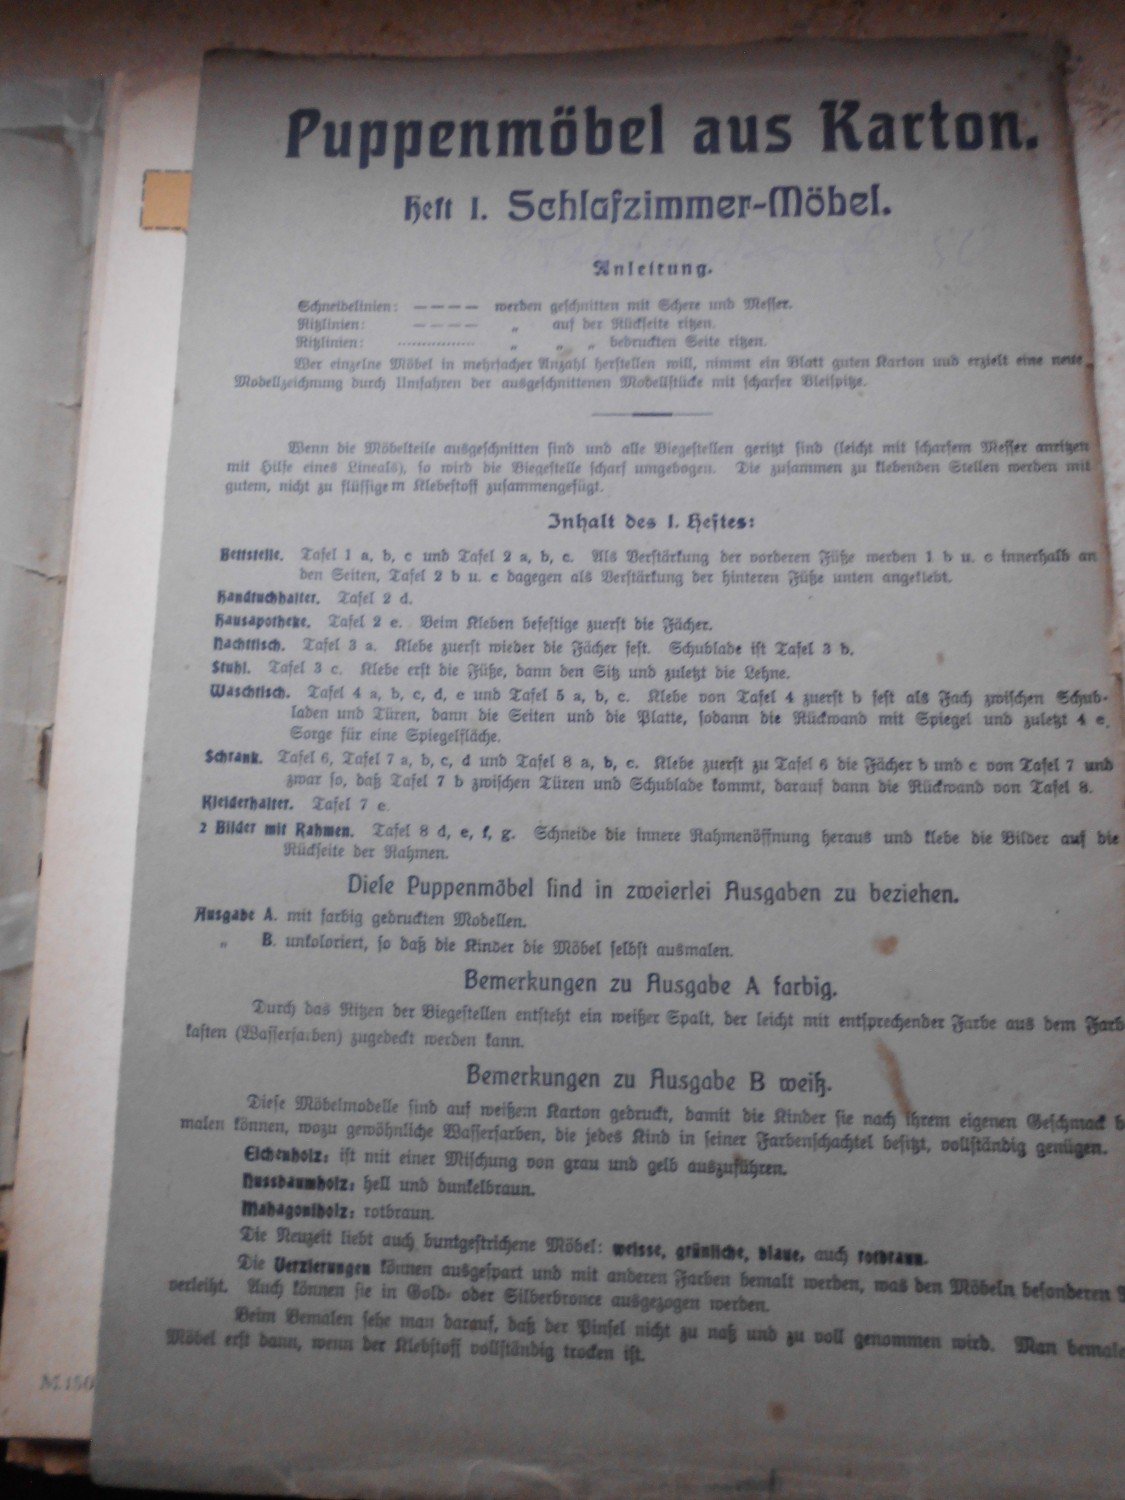 Puppenmöbel aus Karton.
Heft 1. Schlafzimmer-Möbel.
Anleitung.
Schneidelinien: – – – – werden geschnitten mit Schere und Messer.
Ritzlinien: – – – – „ auf der Rückseite ritzen.
Ritzlinien: ................ „ „ „ bedruckten Seite ritzen.
Wer einzelne Möbel in mehrfacher Anzahl herstellen will, nimmt ein Blatt guten Karton und erzielt eine neue
Modellzeichnung durch Umfahren der ausgeschnittenen Modellstücke mit scharfer Bleispitze.
Wenn die Möbelteile ausgeschnitten sind und alle Biegestellen geritzt sind (leicht mit scharfem Messer anritzen
mit Hilfe eines Lineals), so wird die Biegestelle scharf umgebogen. Die zusammen zu klebenden Stellen werden mit
gutem, nicht zu flüssigem Klebestoff zusammengefügt.
Inhalt des 1. Heftes:
Bettstelle. Tafel 1 a, b, c und Tafel 2 a, b, c. Als Verstärkung der vorderen Füße werden 1 b u. c innerhalb an
den Seiten, Tafel 2 b u. c dagegen als Verstärkung der hinteren Füße unten angeklebt.
Handtuchhalter. Tafel 2 d.
Hausapotheke. Tafel 2 e. Beim Kleben befestige zuerst die Fächer.
Nachttisch. Tafel 3 a. Klebe zuerst wieder die Fächer fest. Schublade ist Tafel 3 b.
Stuhl. Tafel 3 c. Klebe erst die Füße, dann den Sitz und zuletzt die Lehne.
Waschtisch. Tafel 4 a, b, c, d, e und Tafel 5 a, b, c. Klebe von Tafel 4 zuerst b fest als Fach zwischen Schub-
laden und Türen, dann die Seiten und die Platte, sodann die Rückwand mit Spiegel und zuletzt 4 e.
Sorge für eine Spiegelfläche.
Schrank. Tafel 6, Tafel 7 a, b, c, d und Tafel 8 a, b, c. Klebe zuerst zu Tafel 6 die Fächer b und c von Tafel 7 und
zwar so, daß Tafel 7 b zwischen Türen und Schublade kommt, darauf dann die Rückwand von Tafel 8.
Kleiderhalter. Tafel 7 e.
2 Bilder mit Rahmen. Tafel 8 d, e, f, g. Schneide die innere Rahmenöffnung heraus und klebe die Bilder auf die
Rückseite der Rahmen.
Diese Puppenmöbel sind in zweierlei Ausgaben zu beziehen.
Ausgabe A. mit farbig gedruckten Modellen.
„ B. unkoloriert, so daß die Kinder die Möbel selbst ausmalen.
Bemerkungen zu Ausgabe A farbig.
Durch das Ritzen der Biegestellen entsteht ein weißer Spalt, der leicht mit entsprechender Farbe aus dem Farb
kasten (Wasserfarben) zugedeckt werden kann.
Bemerkungen zu Ausgabe B weiß.
Diese Möbelmodelle sind auf weißem Karton gedruckt, damit die Kinder sie nach ihrem eigenen Geschmack b
malen können, wozu gewöhnliche Wasserfarben, die jedes Kind in seiner Farbenschachtel besitzt, vollständig genügen.
Eichenholz: ist mit einer Mischung von grau und gelb auszuführen.
Nussbaumholz: hell und dunkelbraun.
Mahagoniholz: rotbraun.
Die Neuzeit liebt auch buntgestrichene Möbel: weisse, grünliche, blaue, auch rotbraun.
Die Verzierungen können ausgespart und mit anderen Farben bemalt werden, was den Möbeln besonderen
verleiht. Auch können sie in Gold- oder Silberbronce ausgezogen werden.
Beim Bemalen sehe man darauf, daß der Pinsel nicht zu naß und zu voll genommen wird. Man bemale
Möbel erst dann, wenn der Klebstoff vollständig trocken ist.
M.150